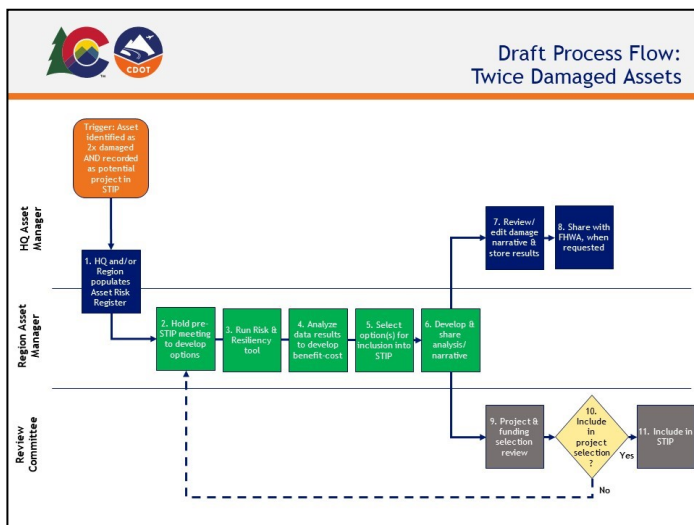 CDOT
TM
Draft Process Flow:
Twice Damaged Assets
HQ Asset
Manager
Region Asset
Manager
Review
Committee
Trigger: Asset
identified as
2x damaged
AND recorded
as potential
project in
STIP
1. HQ and/or
Region
populates
Asset Risk
Register
2. Hold pre-
STIP meeting
to develop
options
3. Run Risk &
Resiliency
tool
4. Analyze
data results
to develop
benefit-cost
5. Select
option(s) for
inclusion into
STIP
6. Develop &
share
analysis/
narrative
7. Review/
edit damage
narrative &
store results
8. Share with
FHWA, when
requested
9. Project &
funding
selection
review
10.
Include in
project
selection
?
Yes
No
11. Include in
STIP